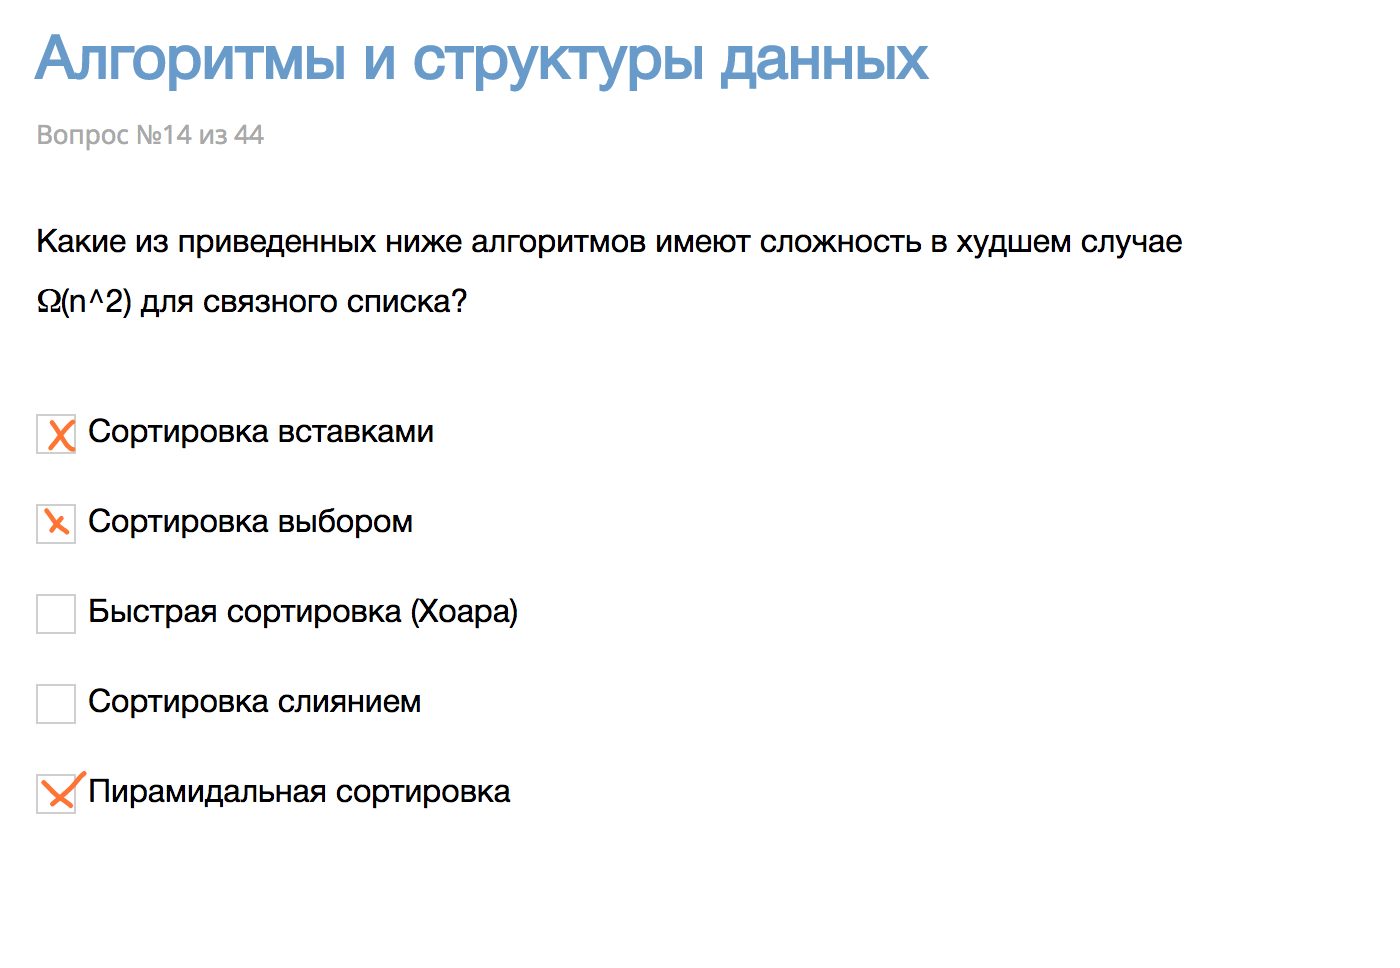 Алгоритмы и структуры данных
Вопрос №14 из 44
Какие из приведенных ниже алгоритмов имеют сложность в худшем случае
Ω(n^2) для связного списка?
Сортировка вставками
Сортировка выбором
Быстрая сортировка (Хоара)
Сортировка слиянием
Пирамидальная сортировка